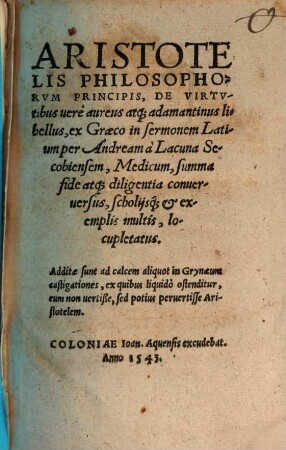 ARISTOTE
LIS PHILOSOPHO-
RVM PRINCIPIS, DE VIRTV-
tibus uerè aureus atq; adamantinus li
bellus, ex Græco in sermonem Lati
um per Andream à Lacuna Se-
cobiensem, Medicum, summa
fide atq; diligentia conuer-
uersus, scholijsq; & ex-
emplis multis, lo-
cupletatus.
Additæ sunt ad calcem aliquot in Grynæum
castigationes, ex quibus liquidò ostenditur,
eum non uertisse, sed potius peruertisse Ari-
stotelem.
COLONIAE Ioan. Aquensis excudebat.
Anno 1543.